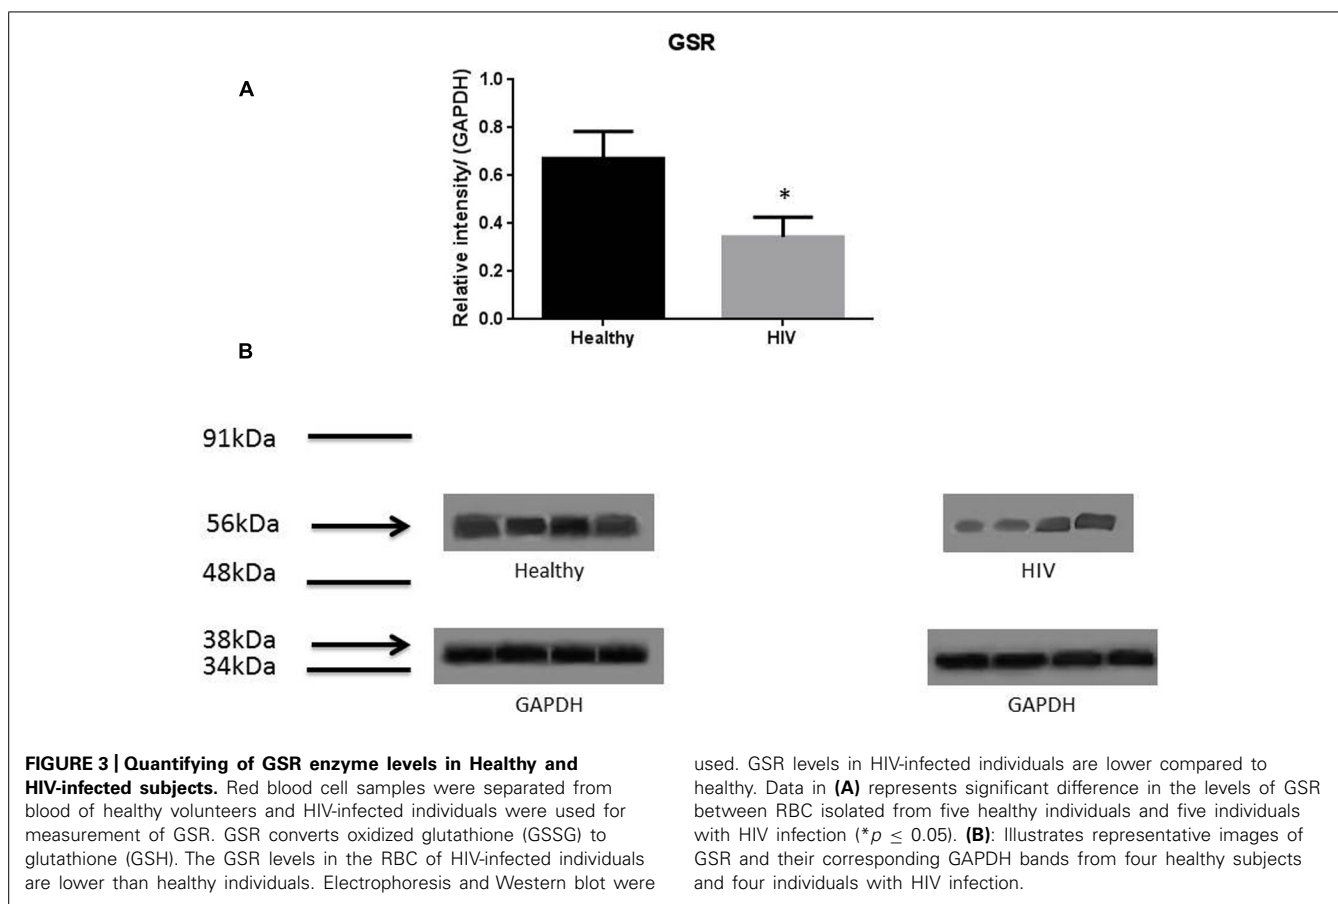 GSR
A
Relative intensity/ (GAPDH)
1.0
0.8
0.6
0.4
0.2
0.0
*
Healthy
HIV
B
91kDa
56kDa
48kDa
38kDa
34kDa
Healthy
HIV
GAPDH
GAPDH
FIGURE 3 | Quantifying of GSR enzyme levels in Healthy and
HIV-infected subjects. Red blood cell samples were separated from
blood of healthy volunteers and HIV-infected individuals were used for
measurement of GSR. GSR converts oxidized glutathione (GSSG) to
glutathione (GSH). The GSR levels in the RBC of HIV-infected individuals
are lower than healthy individuals. Electrophoresis and Western blot were
used. GSR levels in HIV-infected individuals are lower compared to
healthy. Data in (A) represents significant difference in the levels of GSR
between RBC isolated from five healthy individuals and five individuals
with HIV infection (*p ≤ 0.05). (B): Illustrates representative images of
GSR and their corresponding GAPDH bands from four healthy subjects
and four individuals with HIV infection.